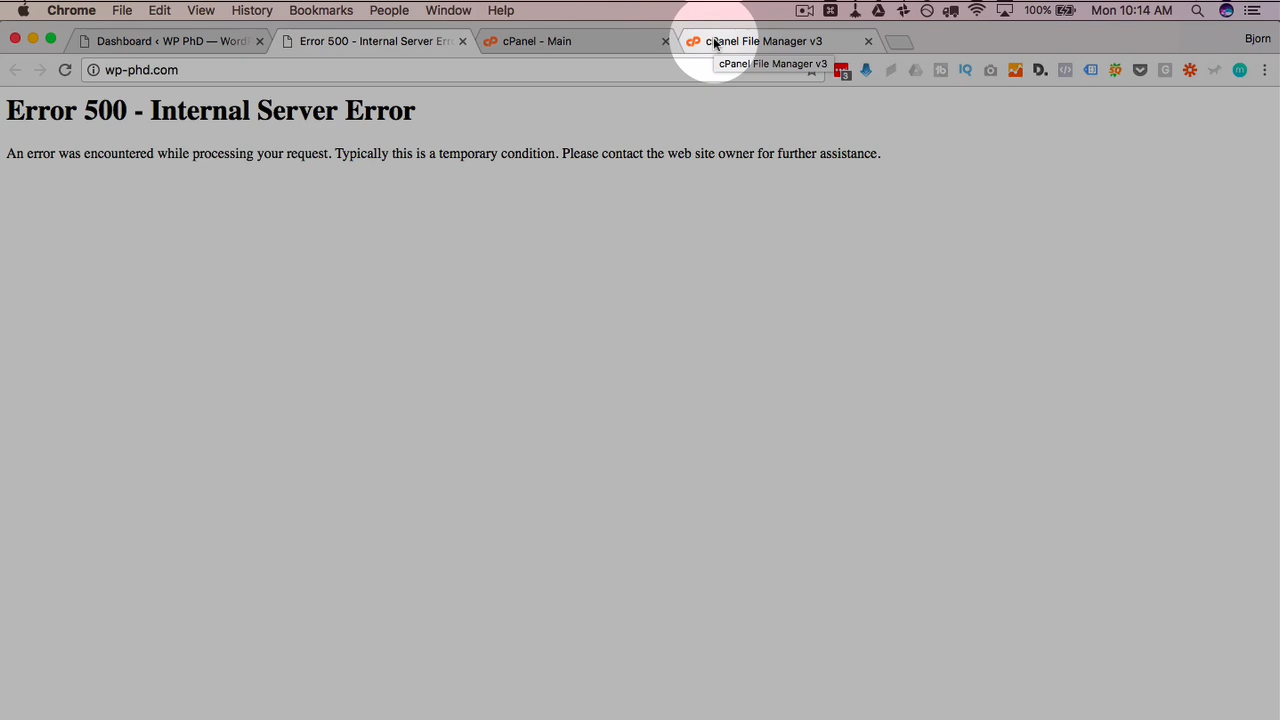 Chrome File Edit View History Bookmarks People Window Help 100% Mon 10:14 AM
Dashboard ‹ WP PhD — Word
Error 500 - Internal Server Err
cPanel - Main
cPanel File Manager v3
Bjorn
wp-phd.com
cPanel File Manager v3
3
Error 500 - Internal Server Error
An error was encountered while processing your request. Typically this is a temporary condition. Please contact the web site owner for further assistance.